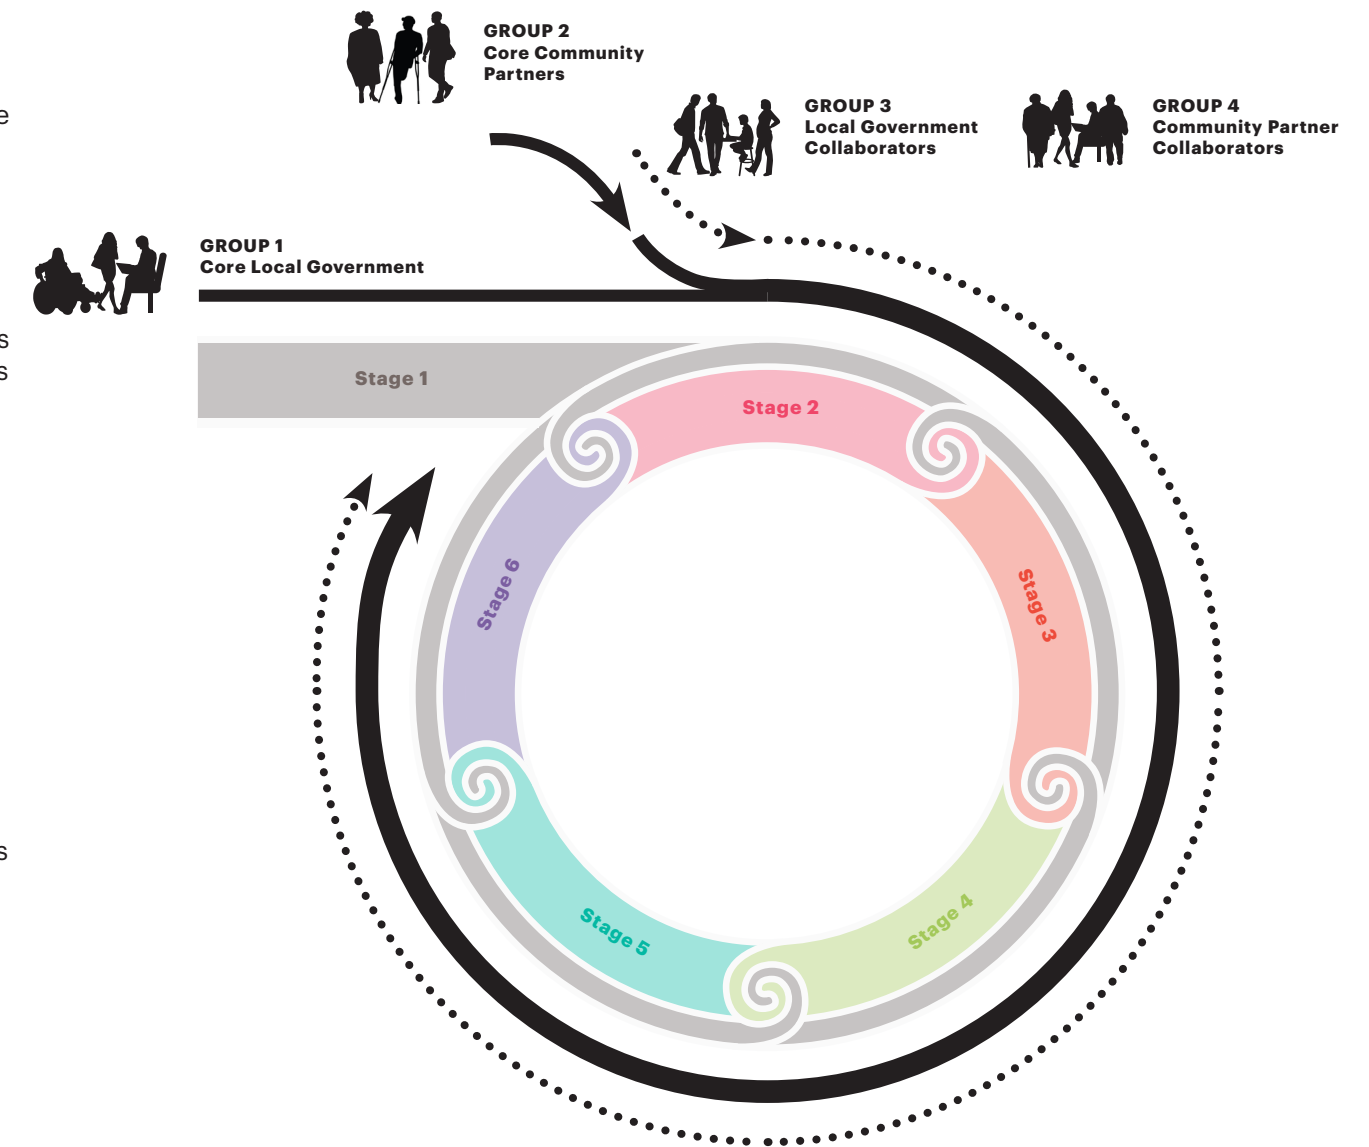 GROUP 2
Core Community
Partners
GROUP 3
Local Government
Collaborators
GROUP 4
Community Partner
Collaborators
GROUP 1
Core Local Government
Stage 1
Stage 2
Stage 3
Stage 4
Stage 5
Stage 6
e
s
s
s